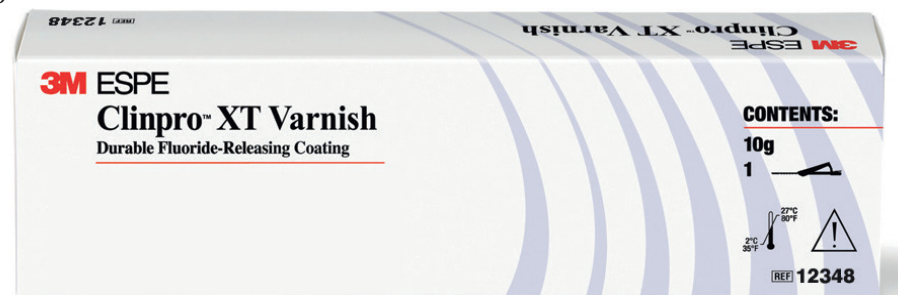 REF 12348
Clinpro™ XT Varnish
3M ESPE
3M ESPE
Clinpro™ XT Varnish
Durable Fluoride-Releasing Coating
CONTENTS:
10g
1
27°C
80°F
2°C
35°F
!
REF 12348